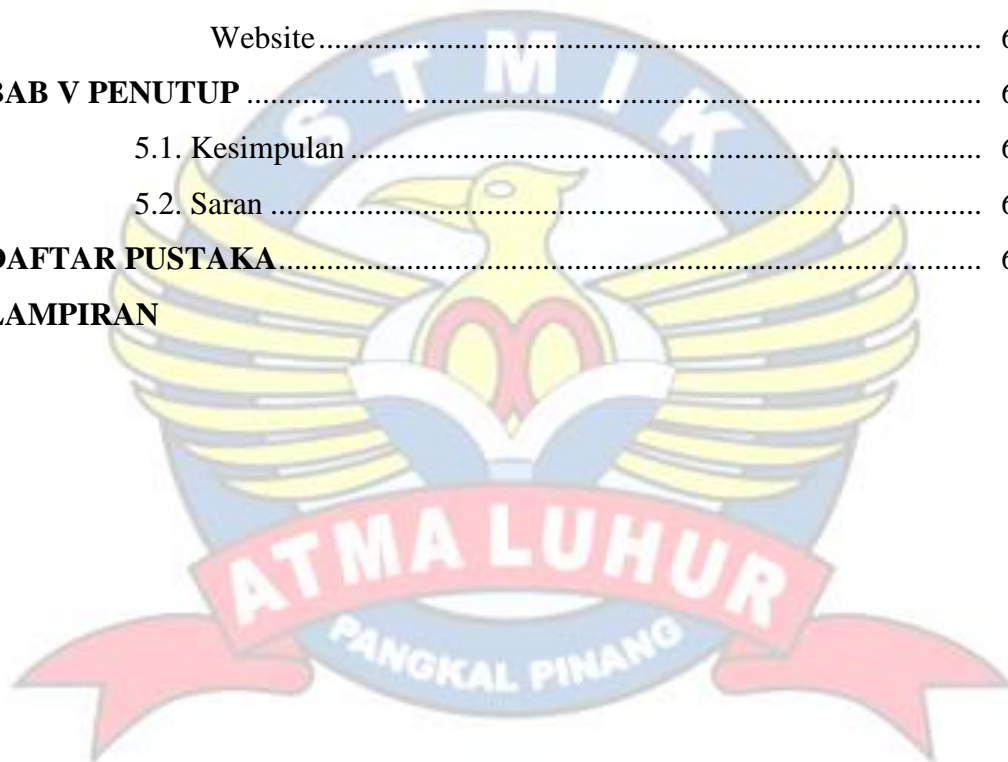 Website ........................................................................... 6
BAB V PENUTUP ........................................................................... 6
5.1. Kesimpulan ........................................................................... 6
5.2. Saran ........................................................................... 6
DAFTAR PUSTAKA ........................................................................... 6
LAMPIRAN
STMIK
ATMA LUHUR
PANGKAL PINANG